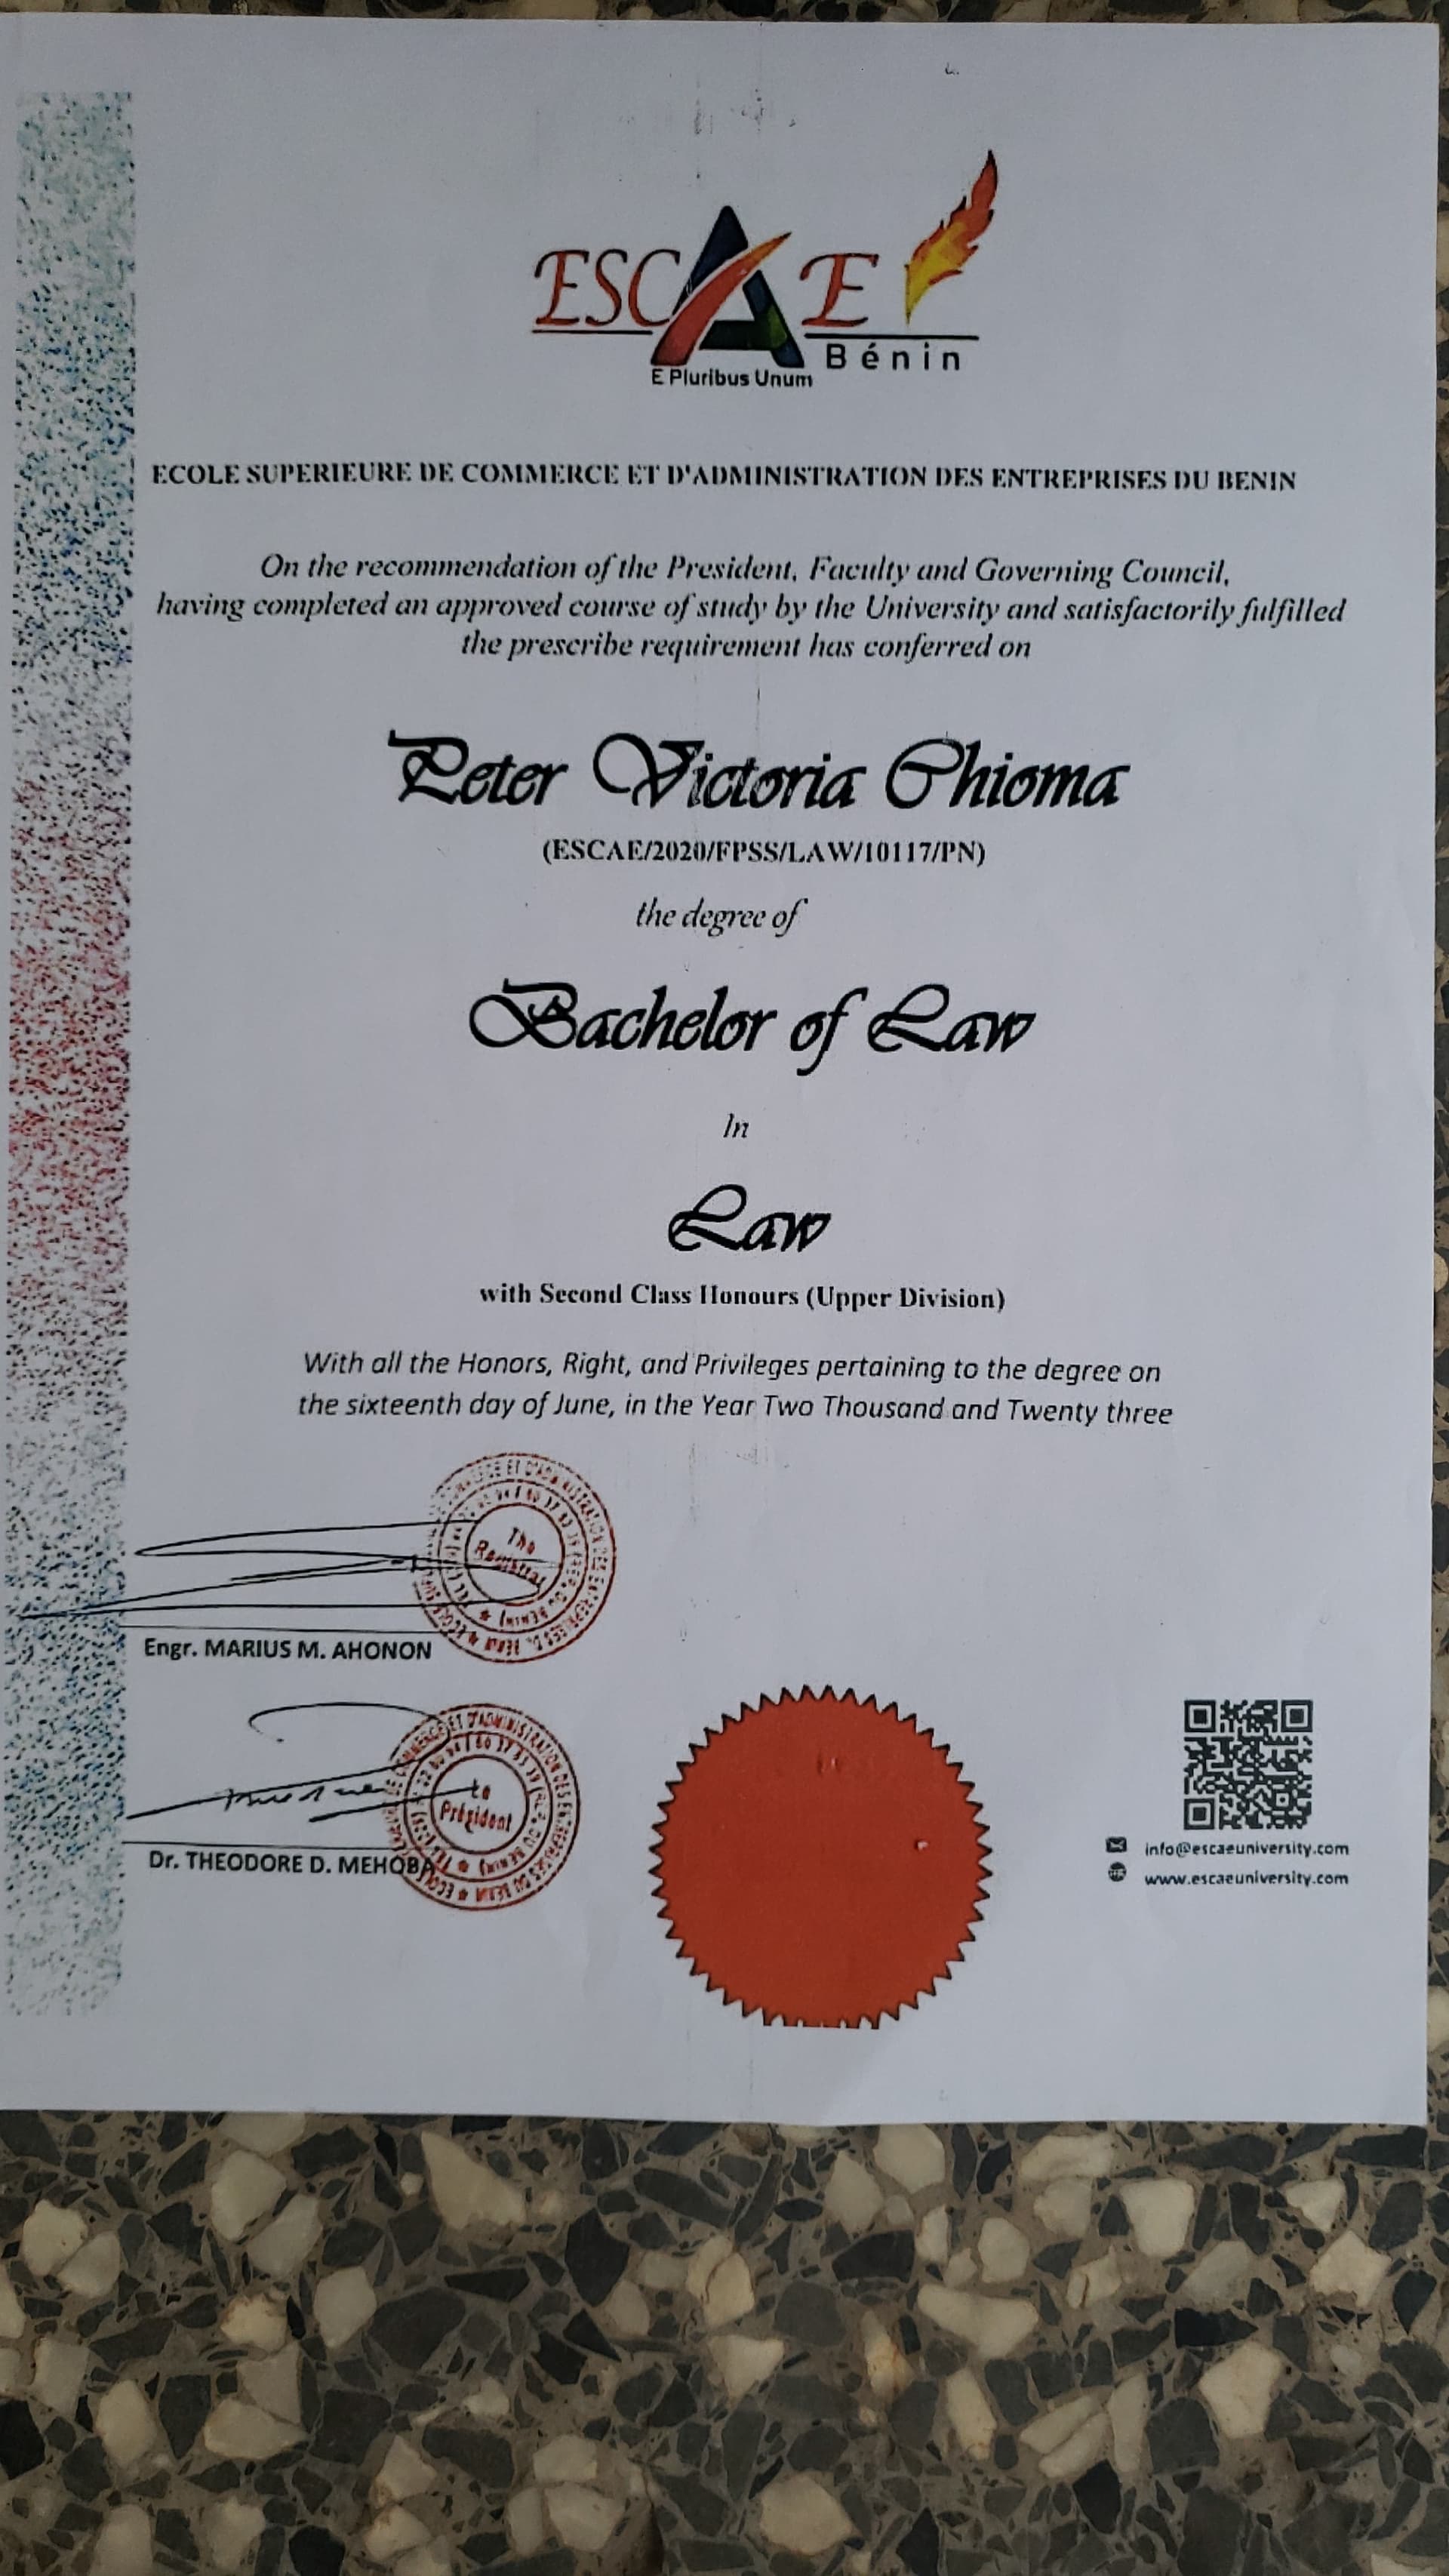 ESCAE
Bénin
E Pluribus Unum
ECOLE SUPERIEURE DE COMMERCE ET D'ADMINISTRATION DES ENTREPRISES DU BENIN
On the recommendation of the President, Faculty and Governing Council,
having completed an approved course of study by the University and satisfactorily fulfilled
the prescribe requirement has conferred on
Peter Victoria Chioma
(ESCAE/2020/FPSS/LAW/10117/PN)
the degree of
Bachelor of Law
In
Law
with Second Class Honours (Upper Division)
With all the Honors, Right, and Privileges pertaining to the degree on
the sixteenth day of June, in the Year Two Thousand and Twenty three
The
Registrar
Engr. MARIUS M. AHONON
Le
Président
Dr. THEODORE D. MEHOBA
info@escaeuniversity.com
www.escaeuniversity.com